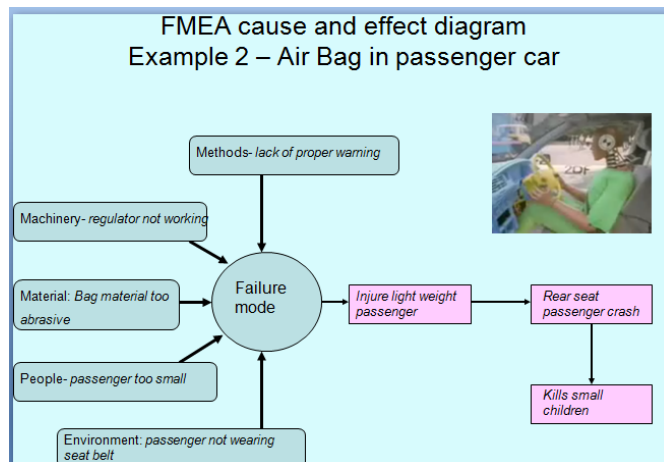 FMEA cause and effect diagram
Example 2 – Air Bag in passenger car
Methods- lack of proper warning
Machinery- regulator not working
Material: Bag material too
abrasive
People- passenger too small
Environment: passenger not wearing
seat belt
Failure
mode
Injure light weight
passenger
Rear seat
passenger crash
Kills small
children